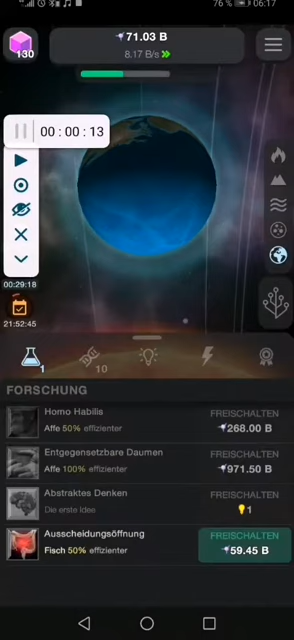 76 % 06:17
71.03 B
130
8.17 B/s
00:00:13
00:29:18
21:52:45
1
10
FORSCHUNG
Homo Habilis
Affe 50% effizienter
FREISCHALTEN
268.00 B
Entgegensetzbare Daumen
Affe 100% effizienter
FREISCHALTEN
971.50 B
Abstraktes Denken
Die erste Idee
FREISCHALTEN
1
Ausscheidungsöffnung
Fisch 50% effizienter
FREISCHALTEN
59.45 B